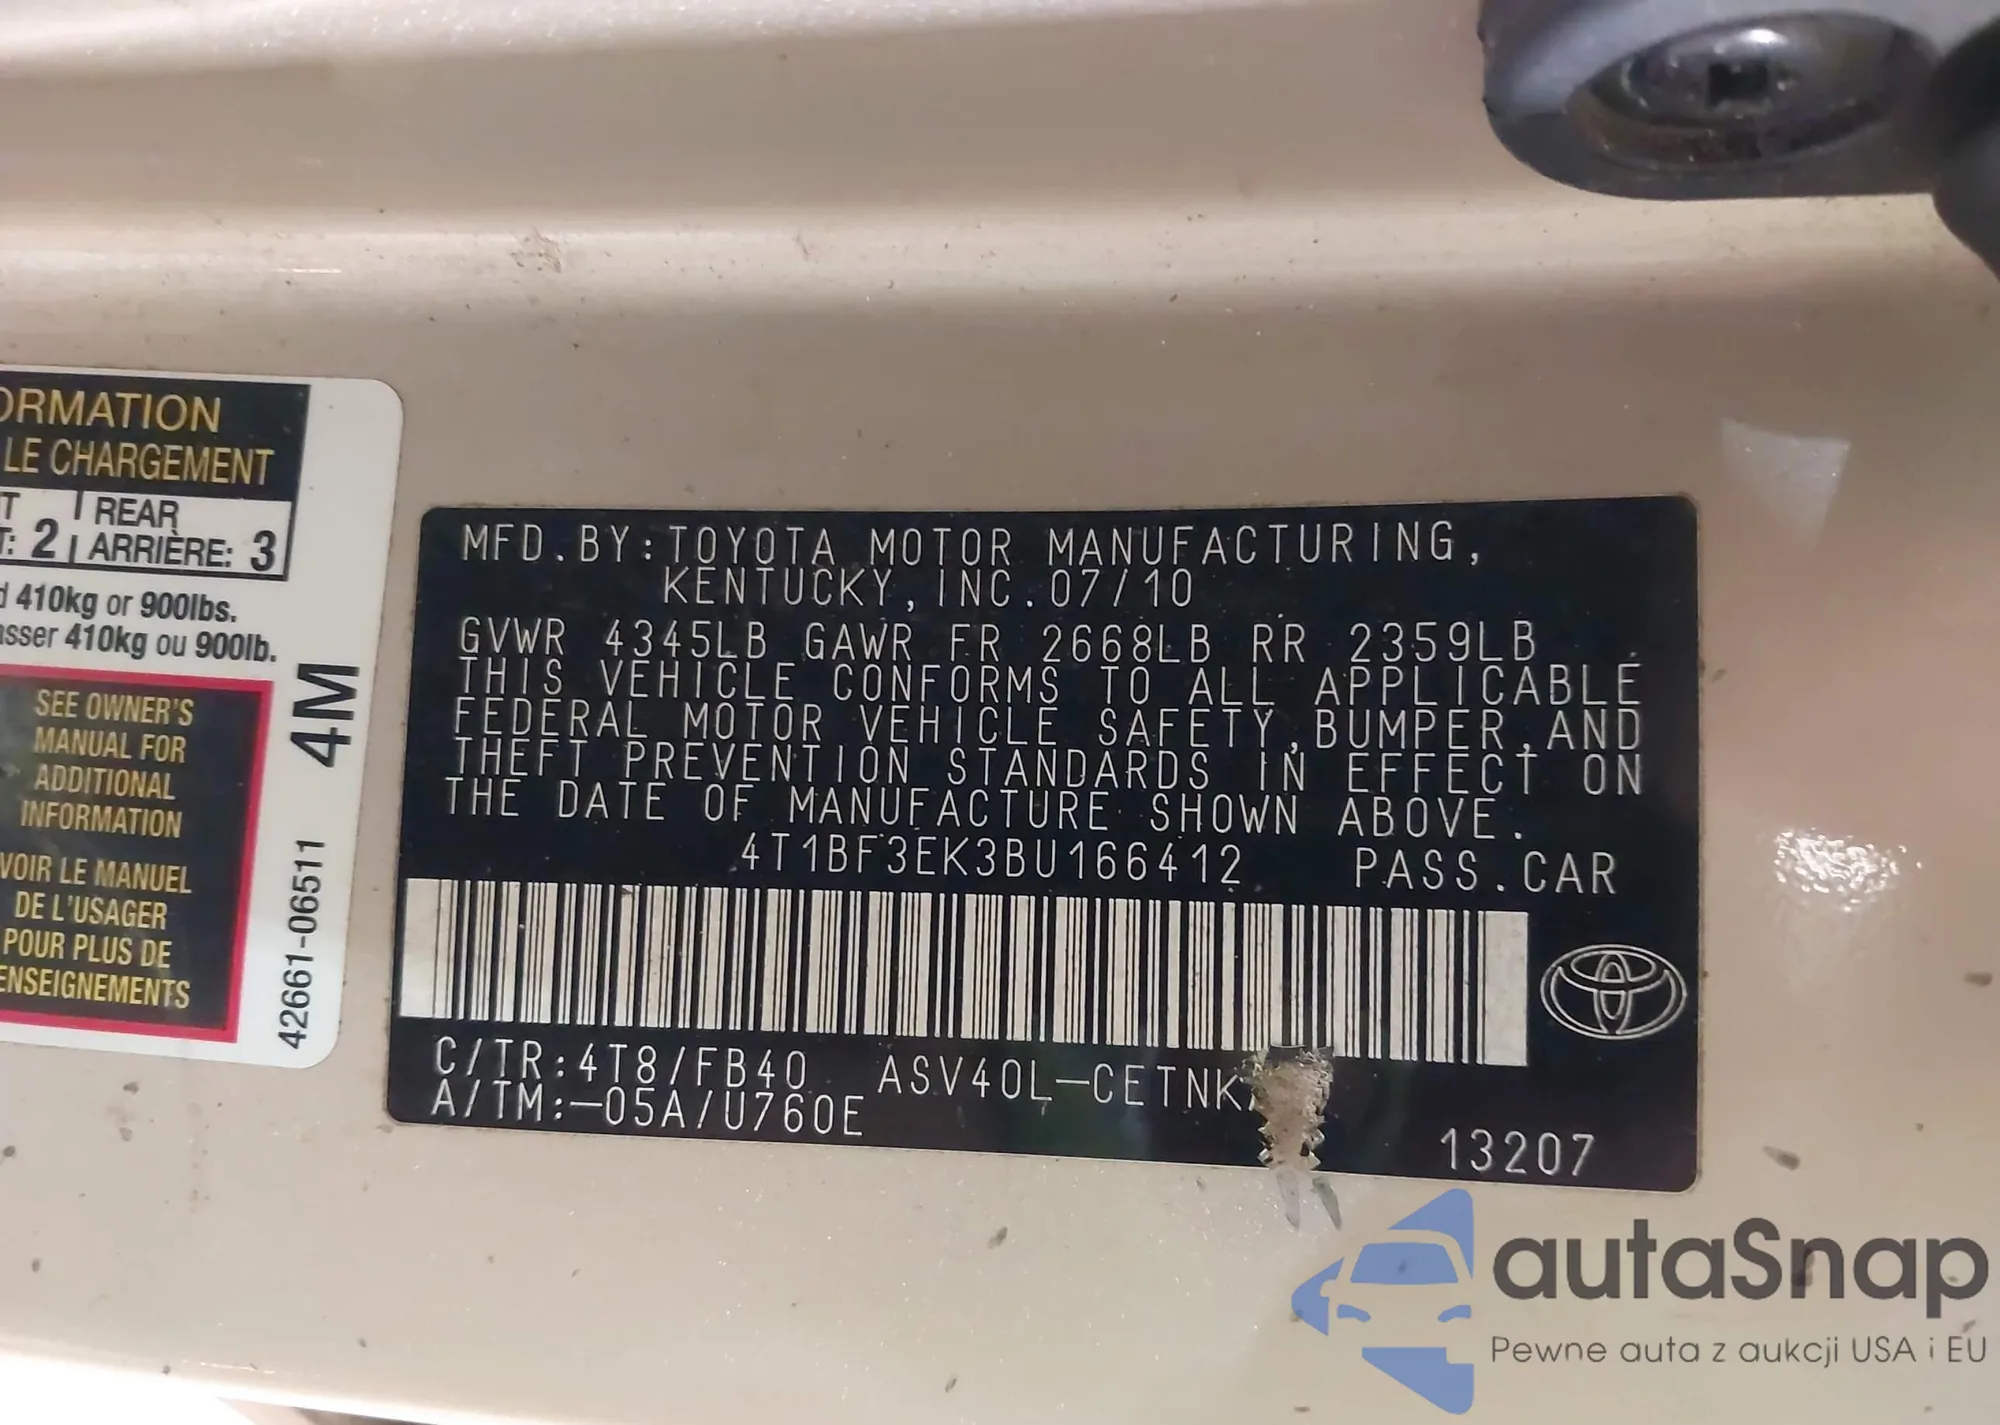 ORMATION
LE CHARGEMENT
REAR
2 ARRIÈRE: 3
410kg or 900lbs.
asser 410kg ou 900lb.
SEE OWNER'S
MANUAL FOR
ADDITIONAL
INFORMATION
VOIR LE MANUEL
DE L'USAGER
POUR PLUS DE
ENSEIGNEMENTS
4M
42661-06511
MFD.BY:TOYOTA MOTOR MANUFACTURING,
KENTUCKY,INC.07/10
GVWR 4345LB GAWR FR 2668LB RR 2359LB
THIS VEHICLE CONFORMS TO ALL APPLICABLE
FEDERAL MOTOR VEHICLE SAFETY,BUMPER,AND
THEFT PREVENTION STANDARDS IN EFFECT ON
THE DATE OF MANUFACTURE SHOWN ABOVE.
4T1BF3EK3BU166412 PASS.CAR
C/TR:4T8/FB40 ASV40L-CETNK
A/TM:-05A/U760E
13207
autaSnap
Pewne auta z aukcji USA i EU